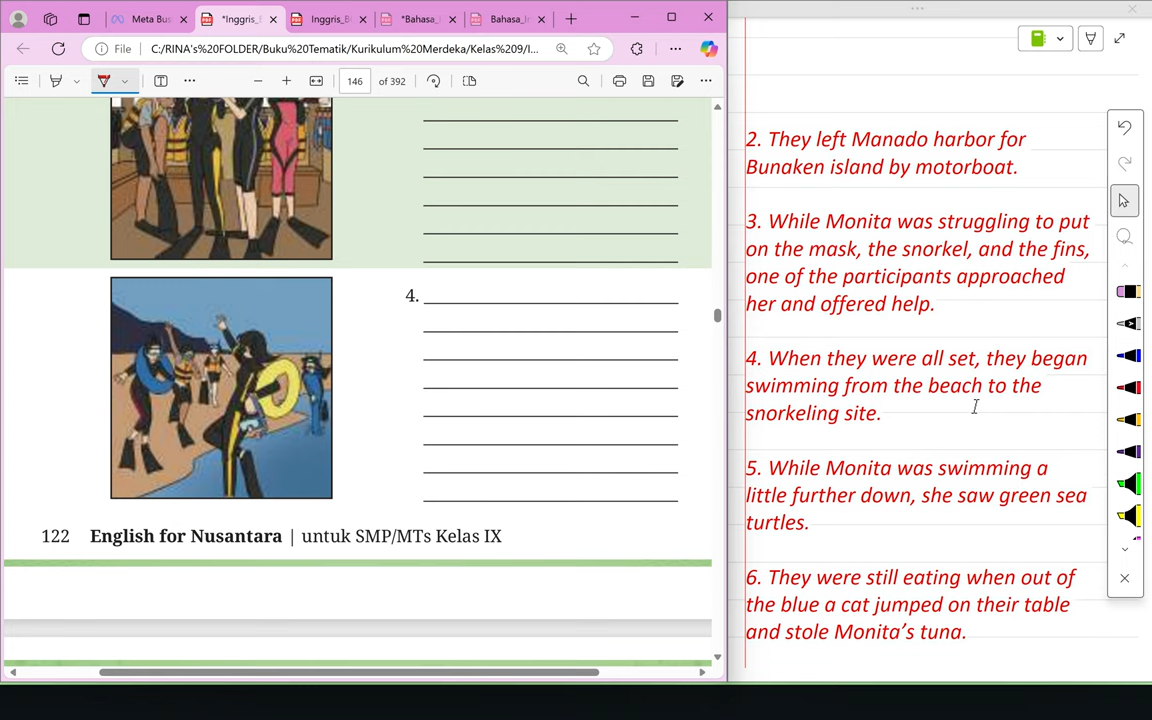 Meta Bus
*Inggris_
Inggris_B
*Bahasa_
Bahasa_In
File
C:/RINA's%20FOLDER/Buku%20Tematik/Kurikulum%20Merdeka/Kelas%209/I...
146 of 392
4.
122 English for Nusantara | untuk SMP/MTs Kelas IX
2. They left Manado harbor for
Bunaken island by motorboat.
3. While Monita was struggling to put
on the mask, the snorkel, and the fins,
one of the participants approached
her and offered help.
4. When they were all set, they began
swimming from the beach to the
snorkeling site.
5. While Monita was swimming a
little further down, she saw green sea
turtles.
6. They were still eating when out of
the blue a cat jumped on their table
and stole Monita’s tuna.